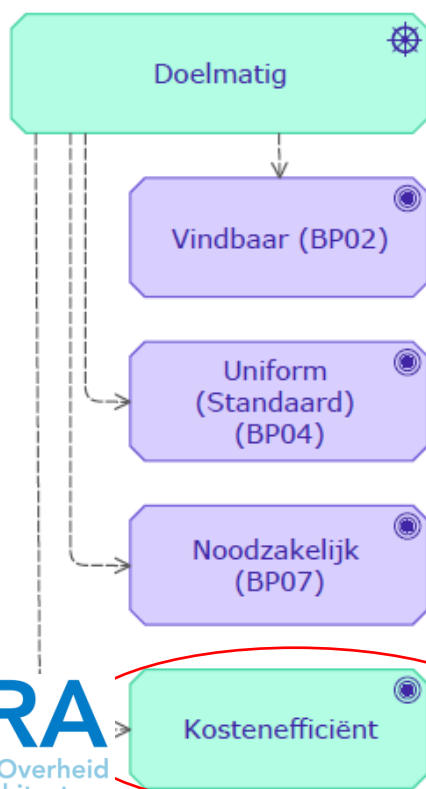 Doelmatig
Vindbaar (BP02)
Uniform
(Standaard)
(BP04)
Noodzakelijk
(BP07)
RA
Overheid
Kostenefficiënt